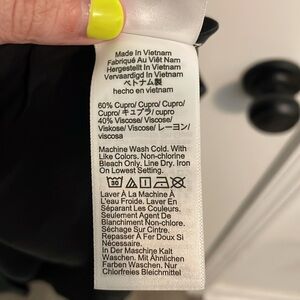 Made In Vietnam
Fabriqué Au Viêt Nam
Hergestellt In Vietnam
Vervaardigd In Vietnam
ベトナム製
hecho en vietnam
60% Cupro/ Cupro/ Cupro/
Cupro/ キュプラ/ cupro
40% Viscose/ Viscose/
Viskose/ Viscose/ レーヨン/
viscosa
Machine Wash Cold. With
Like Colors. Non-chlorine
Bleach Only. Line Dry. Iron
On Lowest Setting.
30
Laver À La Machine À
L'eau Froide. Laver En
Séparant Les Couleurs.
Seulement Agent De
Blanchiment Non-chloré.
Séchage Sur Cintre.
Repasser À Fer Doux Si
Nécessaire.
In Der Maschine Kalt
Waschen. Mit Ähnlichen
Farben Waschen. Nur
Chlorfreies Bleichmittel